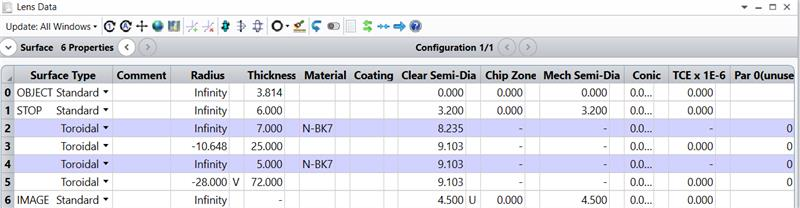 Lens Data
Update: All Windows
Surface 6 Properties Configuration 1/1
Surface Type Comment Radius Thickness Material Coating Clear Semi-Dia Chip Zone Mech Semi-Dia Conic TCE x 1E-6 Par 0(unuse
0 OBJECT Standard Infinity 3.814 0.000 0.000 0.000 0.0... 0.000
1 STOP Standard Infinity 6.000 3.200 0.000 3.200 0.0... 0.000
2 Toroidal Infinity 7.000 N-BK7 8.235 - - 0.0... - 0
3 Toroidal -10.648 25.000 9.103 - - 0.0... 0.000 0
4 Toroidal Infinity 5.000 N-BK7 9.103 - - 0.0... - 0
5 Toroidal -28.000 V 72.000 9.103 - - 0.0... 0.000 0
6 IMAGE Standard Infinity - 4.500 U 0.000 4.500 0.0... 0.000